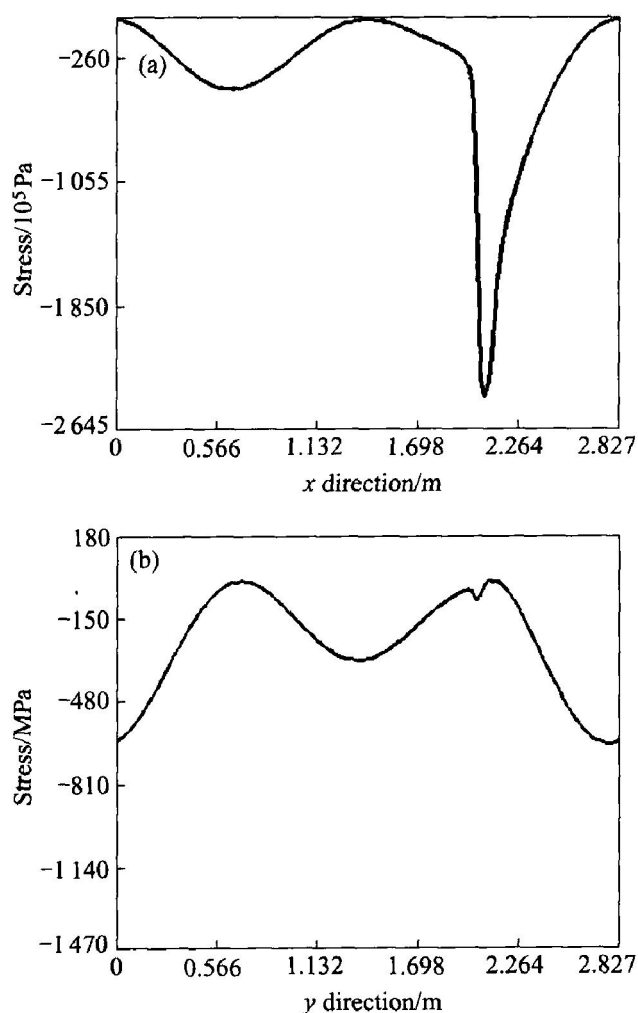 (a)
Stress/10⁵Pa
−260
−1 055
−1 850
−2 645
0 0.566 1.132 1.698 2.264 2.827
x direction/m
(b)
Stress/MPa
180
−150
−480
−810
−1 140
−1 470
0 0.566 1.132 1.698 2.264 2.827
y direction/m